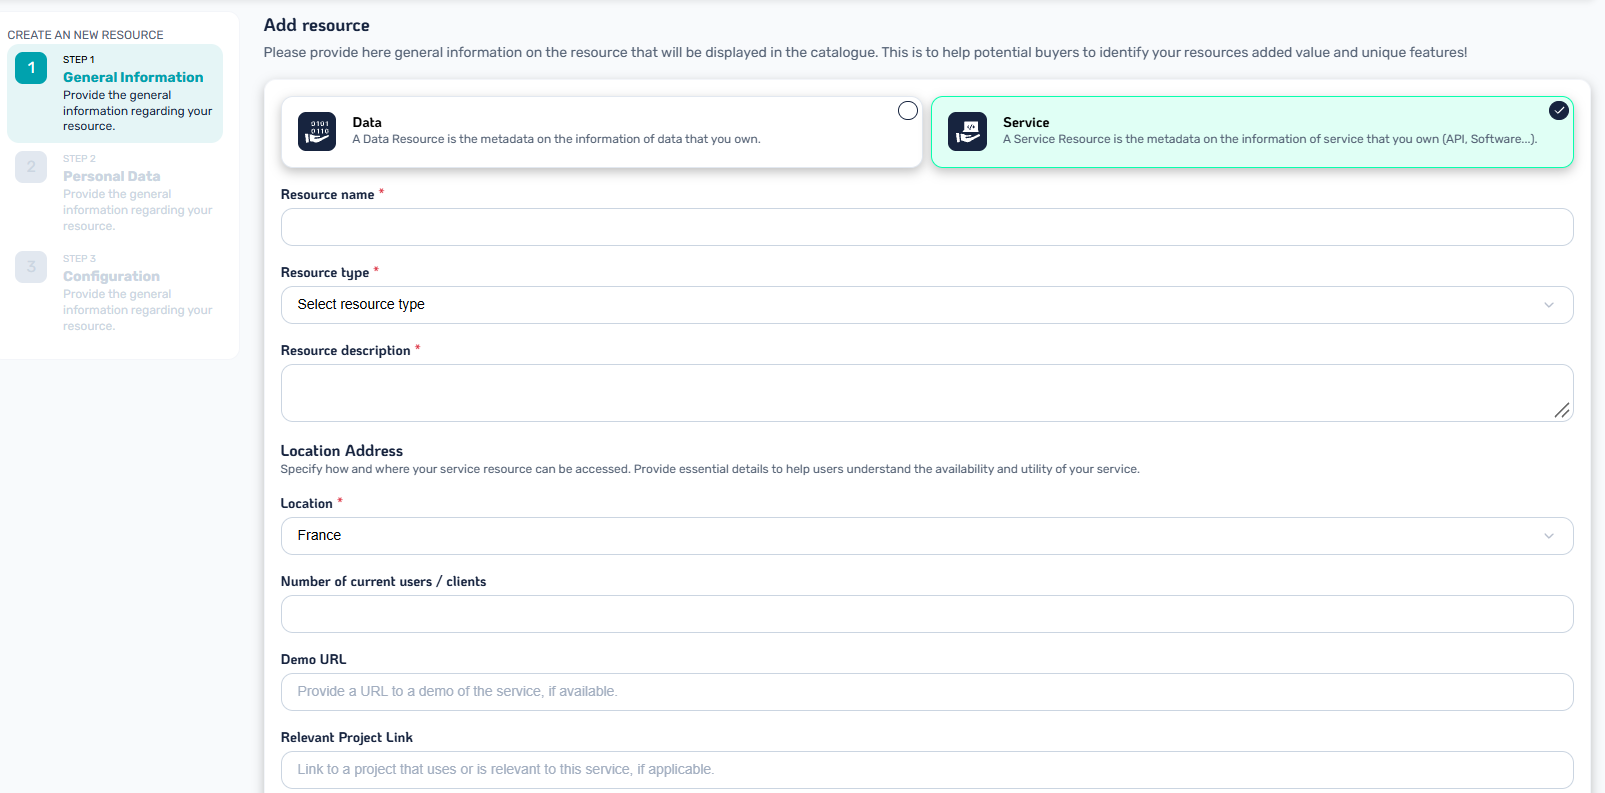 CREATE AN NEW RESOURCE
1
STEP 1
General Information
Provide the general
information regarding your
resource.
2
STEP 2
Personal Data
Provide the general
information regarding your
resource.
3
STEP 3
Configuration
Provide the general
information regarding your
resource.
Add resource
Please provide here general information on the resource that will be displayed in the catalogue. This is to help potential buyers to identify your resources added value and unique features!
0101
0110
Data
A Data Resource is the metadata on the information of data that you own.
</>
Service
A Service Resource is the metadata on the information of service that you own (API, Software...).
Resource name *
Resource type *
Select resource type
Resource description *
Location Address
Specify how and where your service resource can be accessed. Provide essential details to help users understand the availability and utility of your service.
Location *
France
Number of current users / clients
Demo URL
Provide a URL to a demo of the service, if available.
Relevant Project Link
Link to a project that uses or is relevant to this service, if applicable.